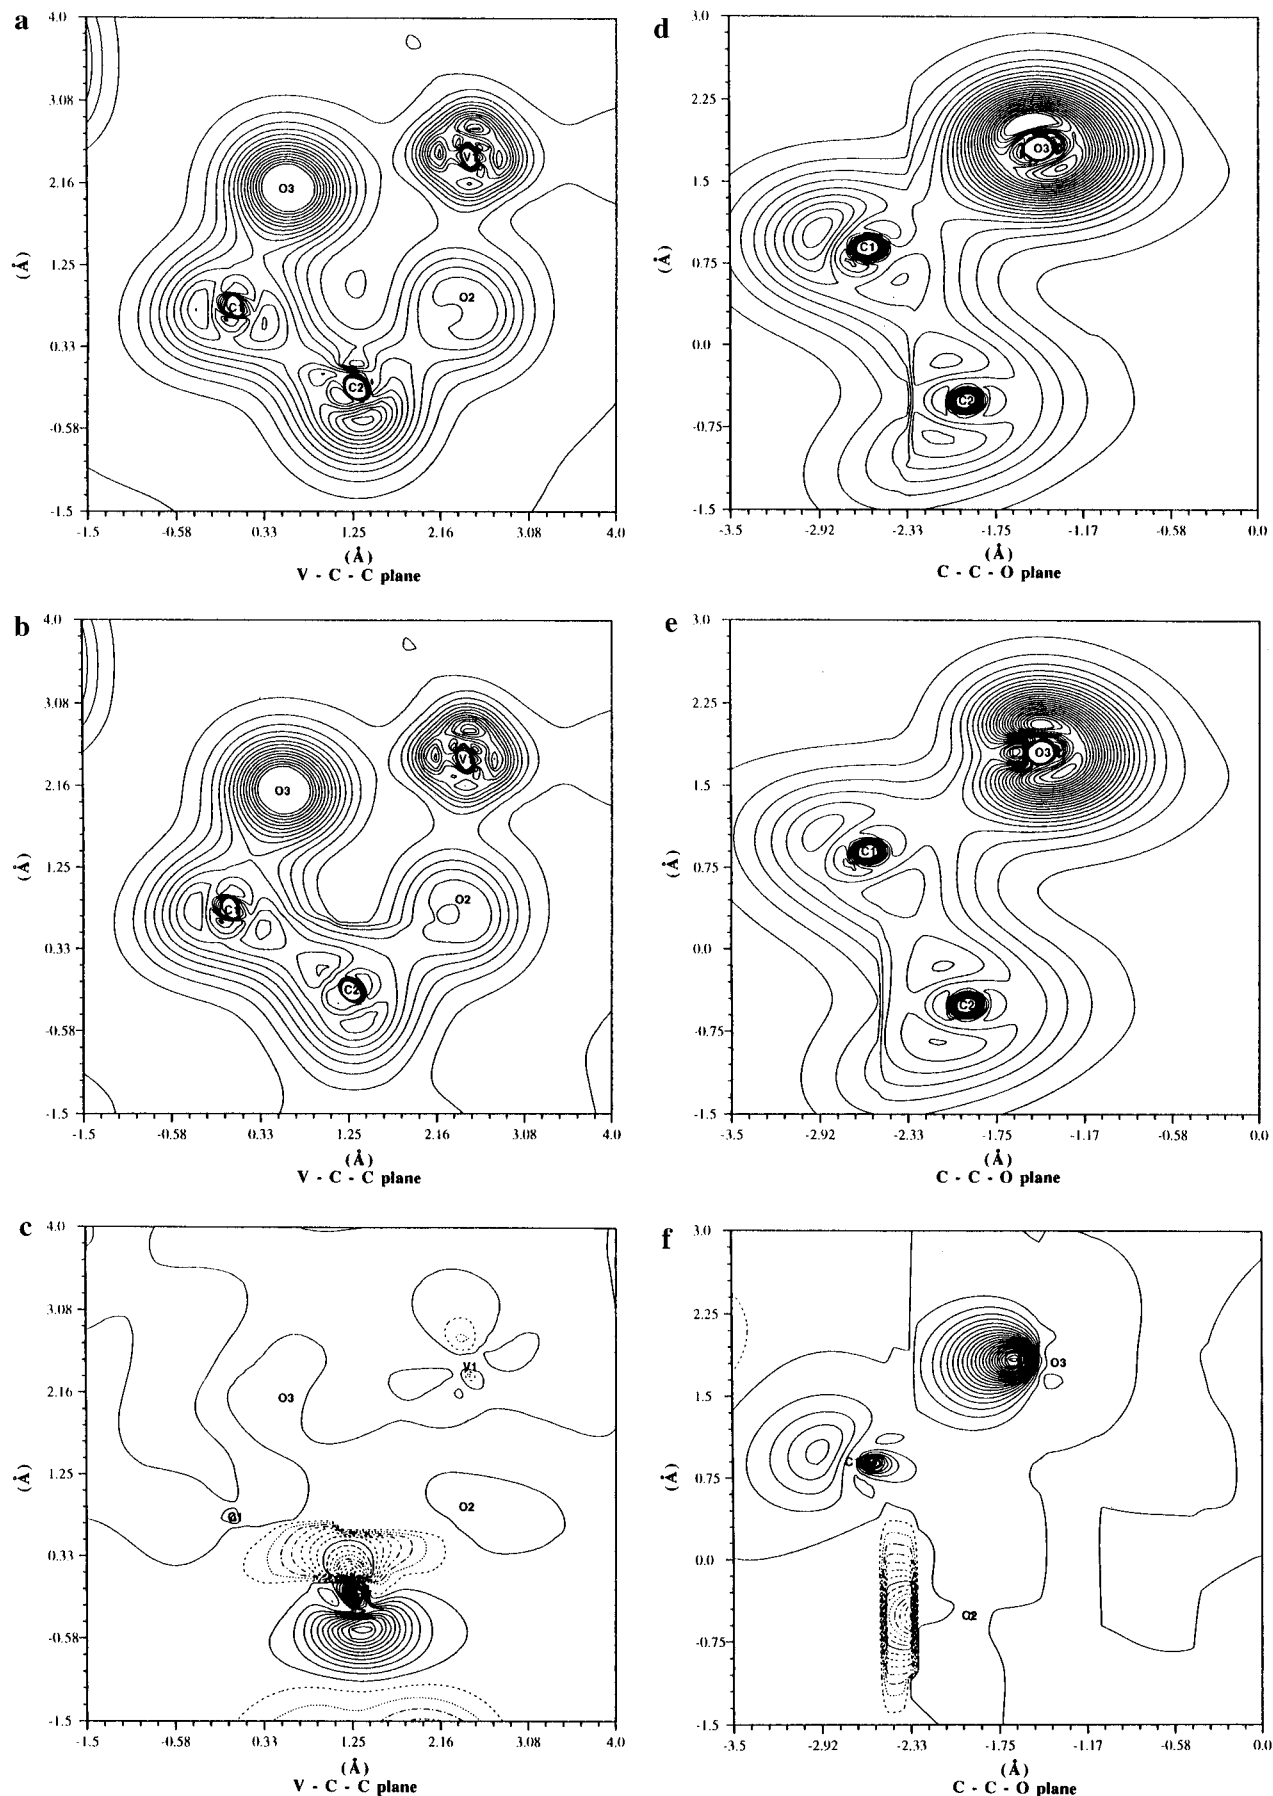 a
4.0
3.08
2.16
1.25
0.33
-0.58
-1.5
(Å)
O3
V
C1
O2
C2
-1.5 -0.58 0.33 1.25 2.16 3.08 4.0
(Å)
V - C - C plane
d
3.0
2.25
1.5
0.75
0.0
-0.75
-1.5
(Å)
O3
C1
C2
-3.5 -2.92 -2.33 -1.75 -1.17 -0.58 0.0
(Å)
C - C - O plane
b
4.0
3.08
2.16
1.25
0.33
-0.58
-1.5
(Å)
O3
V1
C1
O2
C2
-1.5 -0.58 0.33 1.25 2.16 3.08 4.0
(Å)
V - C - C plane
e
3.0
2.25
1.5
0.75
0.0
-0.75
-1.5
(Å)
O3
C1
C2
-3.5 -2.92 -2.33 -1.75 -1.17 -0.58 0.0
(Å)
C - C - O plane
c
4.0
3.08
2.16
1.25
0.33
-0.58
-1.5
(Å)
V1
O3
O2
-1.5 -0.58 0.33 1.25 2.16 3.08 4.0
(Å)
V - C - C plane
f
3.0
2.25
1.5
0.75
0.0
-0.75
-1.5
(Å)
O3
C
-3.5 -2.92 -2.33 -1.75 -1.17 -0.58 0.0
(Å)
C - C - O plane